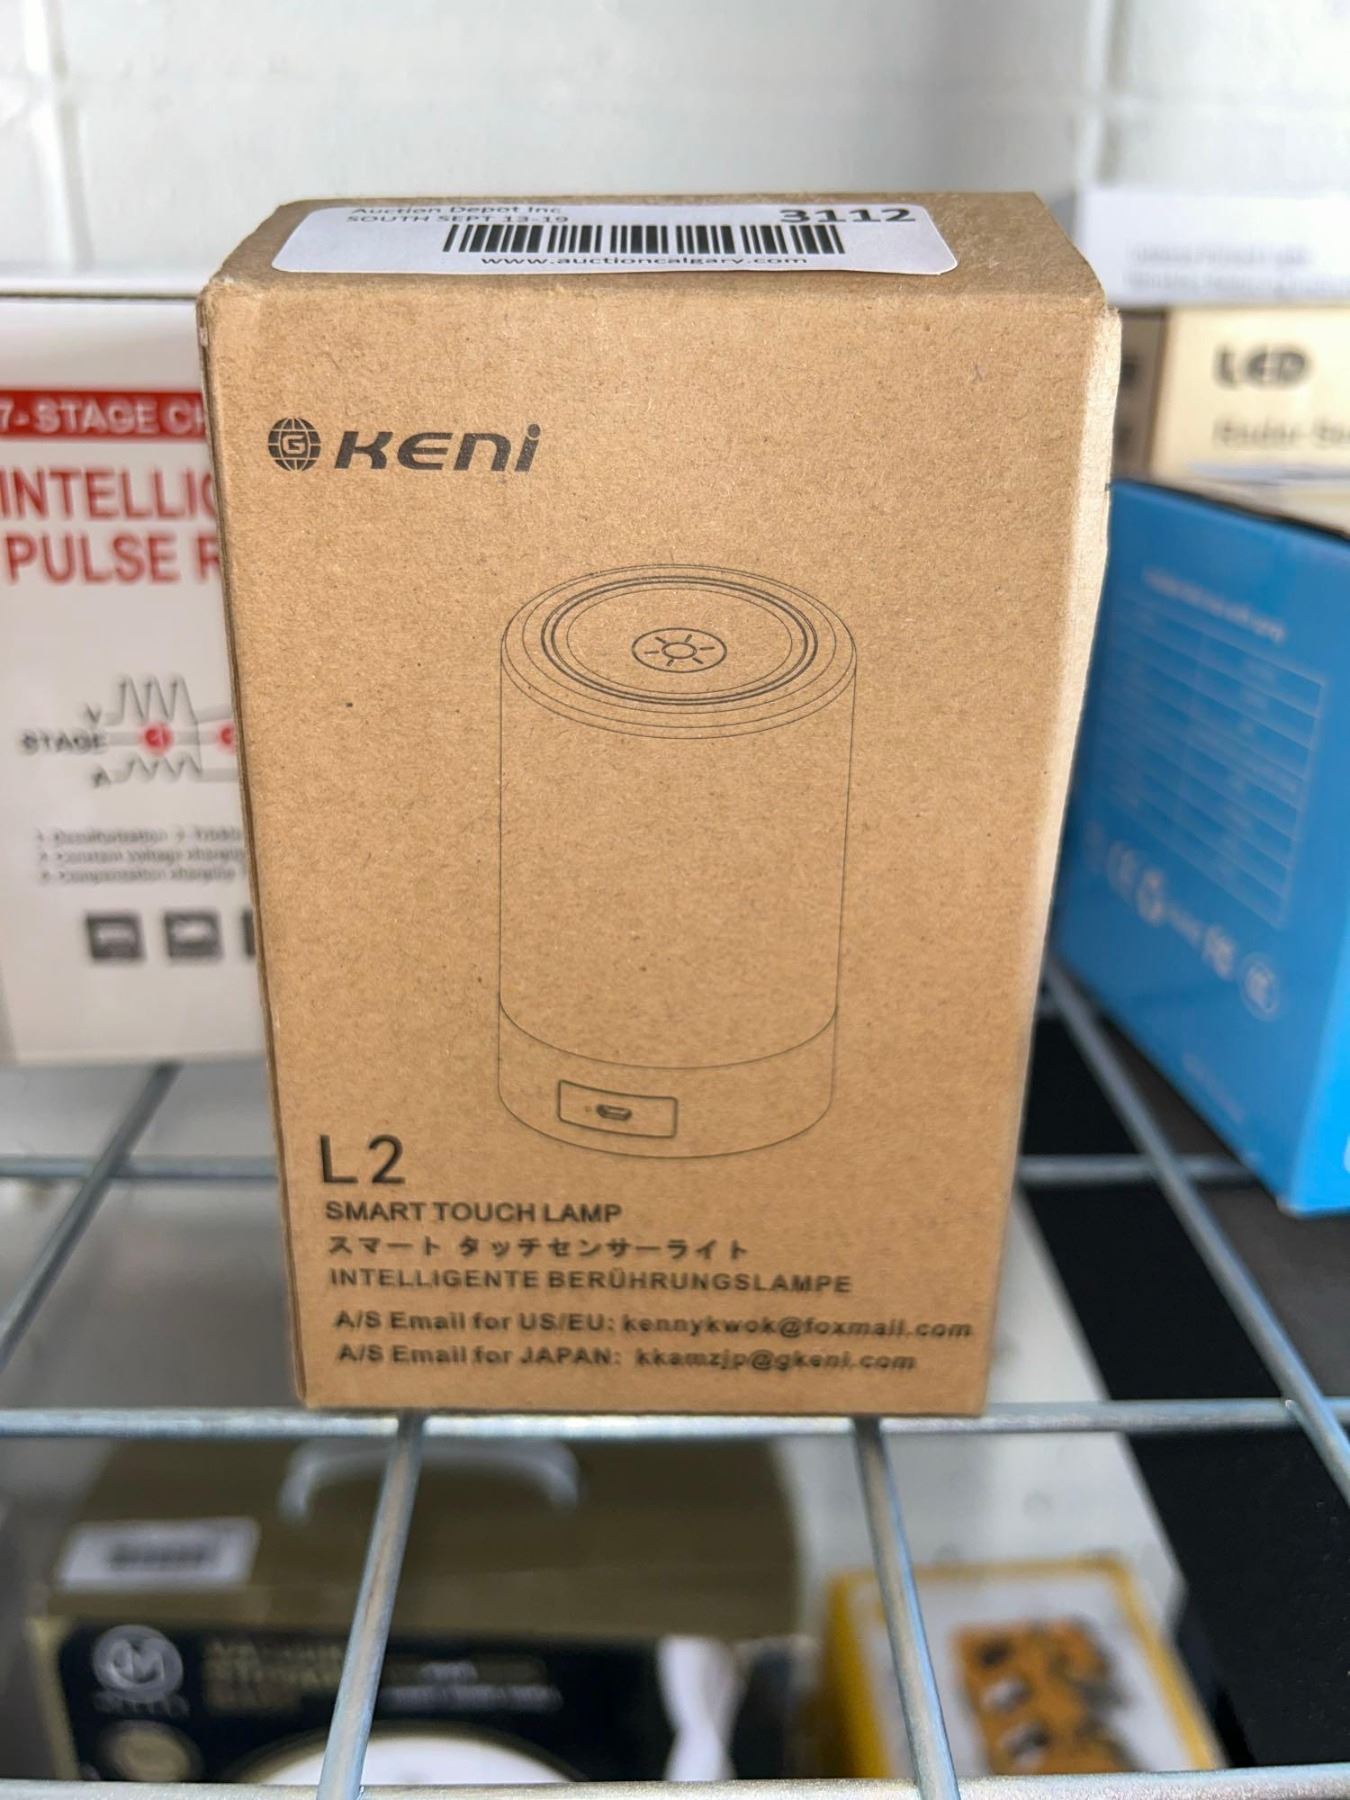 Auction Depot Inc
SOUTH SEPT 13-19
3112
www.auctioncalgary.com
G KENi
L2
SMART TOUCH LAMP
スマート タッチセンサーライト
INTELLIGENTE BERÜHRUNGSLAMPE
A/S Email for US/EU: kennykwok@foxmail.com
A/S Email for JAPAN: kkamzjp@gkeni.com
7-STAGE
INTELLIG
PULSE
STAGE
LED